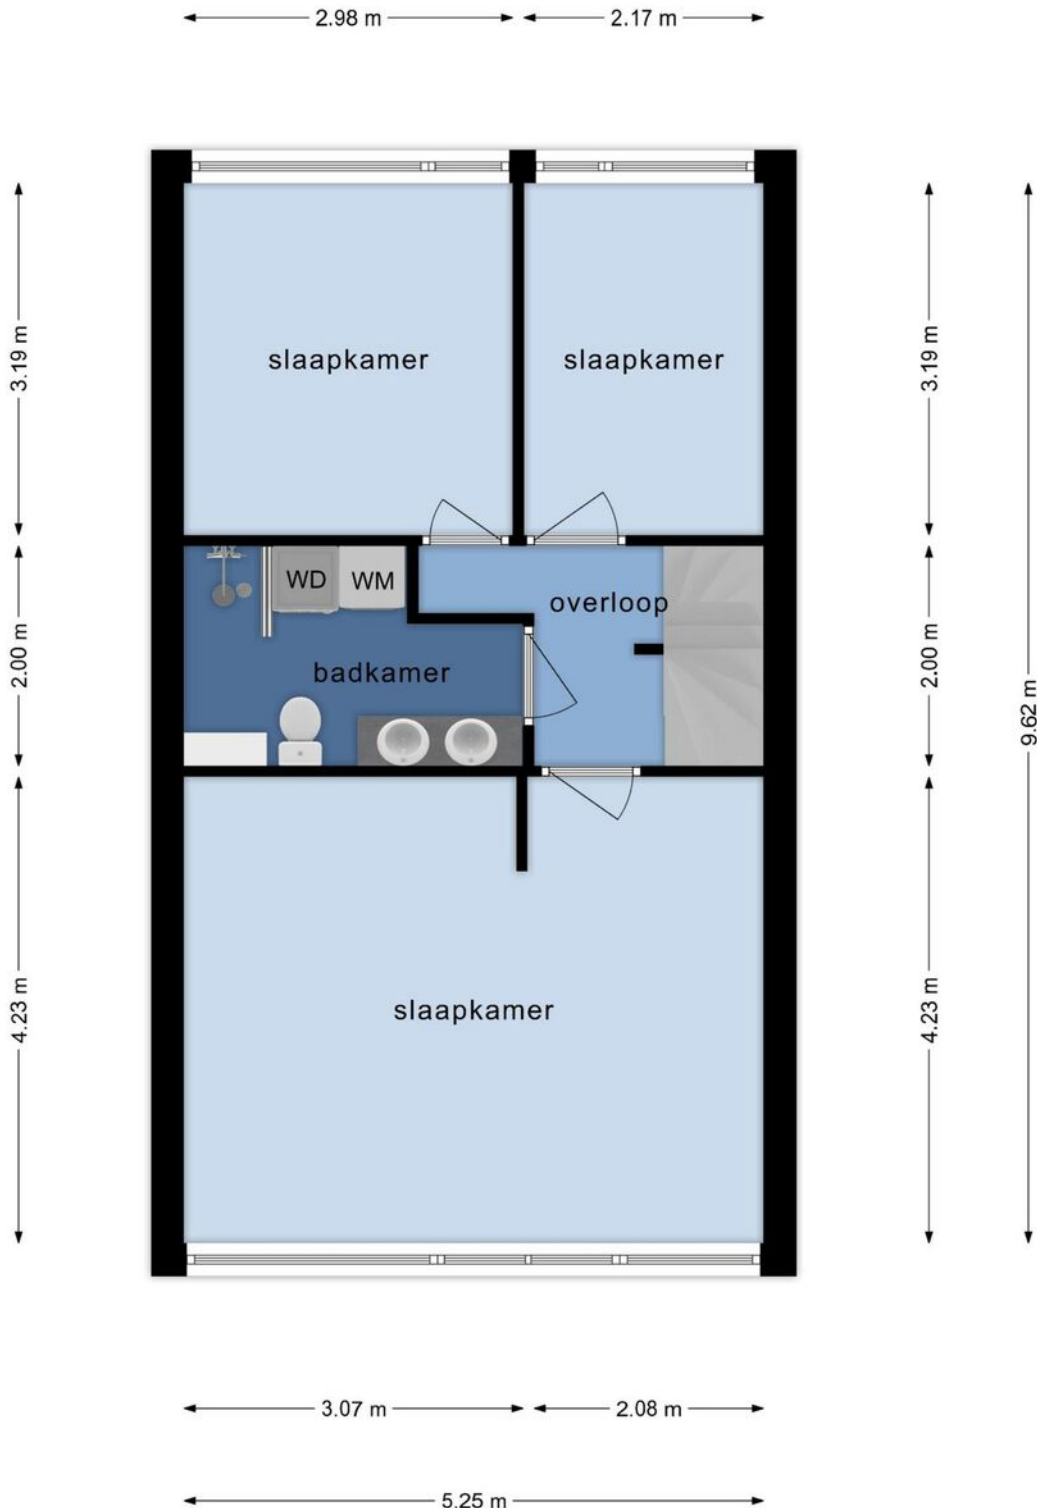 2.98 m
2.17 m
3.19 m
slaapkamer
slaapkamer
3.19 m
WD
WM
overloop
2.00 m
badkamer
2.00 m
9.62 m
4.23 m
slaapkamer
4.23 m
3.07 m
2.08 m
5.25 m